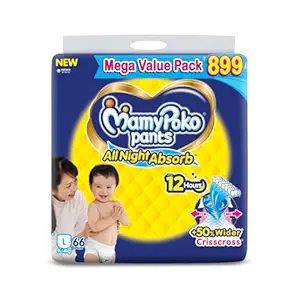 NEW
Mega Value Pack 899
MamyPoko
pants
All Night Absorb
12 Hours
+50% Wider
Crisscross
L 66